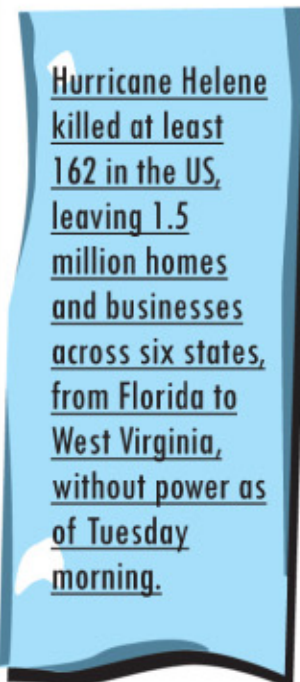 Hurricane Helene
killed at least
162 in the US,
leaving 1.5
million homes
and businesses
across six states,
from Florida to
West Virginia,
without power as
of Tuesday
morning.